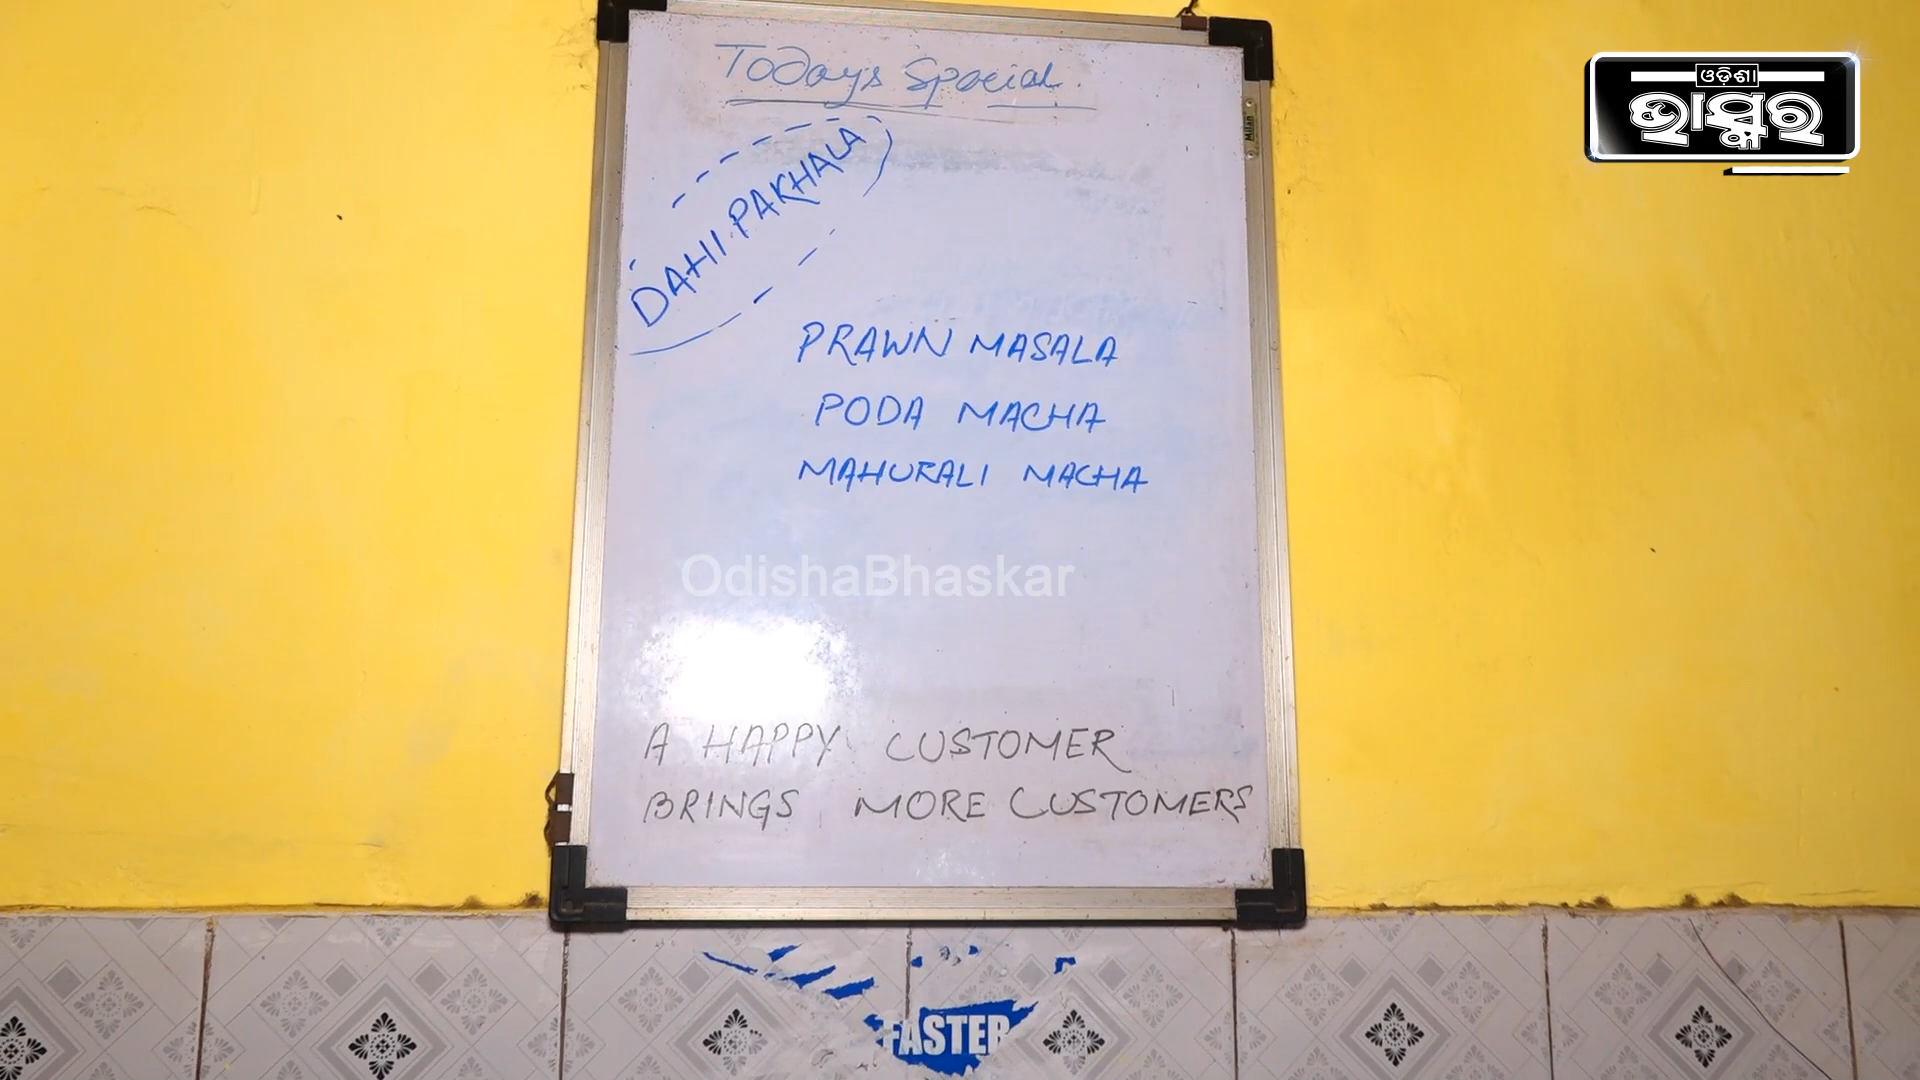 Todays Special.
ଓଡ଼ିଶା
ଭାସ୍କର
Milan
DAHI PAKHALA
PRAWN MASALA
PODA MACHA
MAHURALI MACHA
OdishaBhaskar
A HAPPY CUSTOMER
BRINGS MORE CUSTOMERS
FASTER